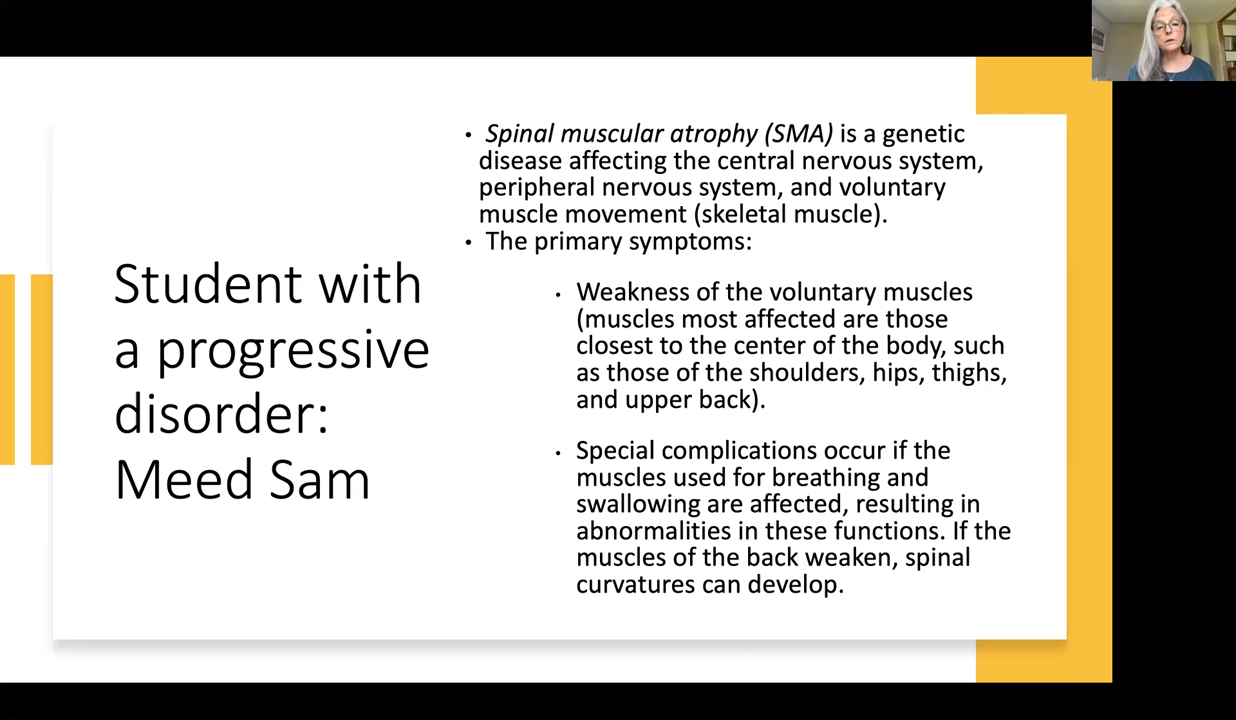 Student with
a progressive
disorder:
Meed Sam
• Spinal muscular atrophy (SMA) is a genetic
disease affecting the central nervous system,
peripheral nervous system, and voluntary
muscle movement (skeletal muscle).
• The primary symptoms:
• Weakness of the voluntary muscles
(muscles most affected are those
closest to the center of the body, such
as those of the shoulders, hips, thighs,
and upper back).
• Special complications occur if the
muscles used for breathing and
swallowing are affected, resulting in
abnormalities in these functions. If the
muscles of the back weaken, spinal
curvatures can develop.